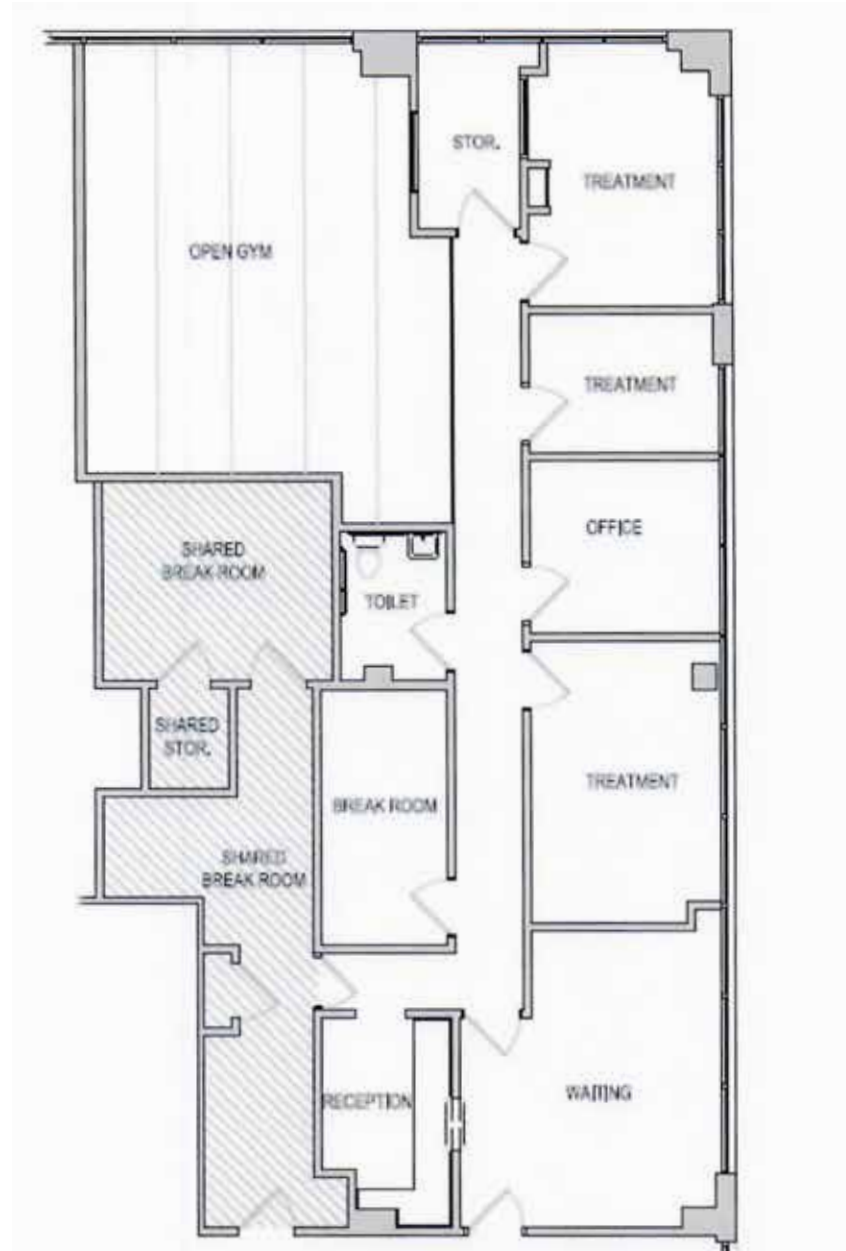 STOR.
TREATMENT
OPEN GYM
TREATMENT
OFFICE
SHARED
BREAK ROOM
TOILET
SHARED
STOR.
TREATMENT
BREAK ROOM
SHARED
BREAK ROOM
WAITING
RECEPTION